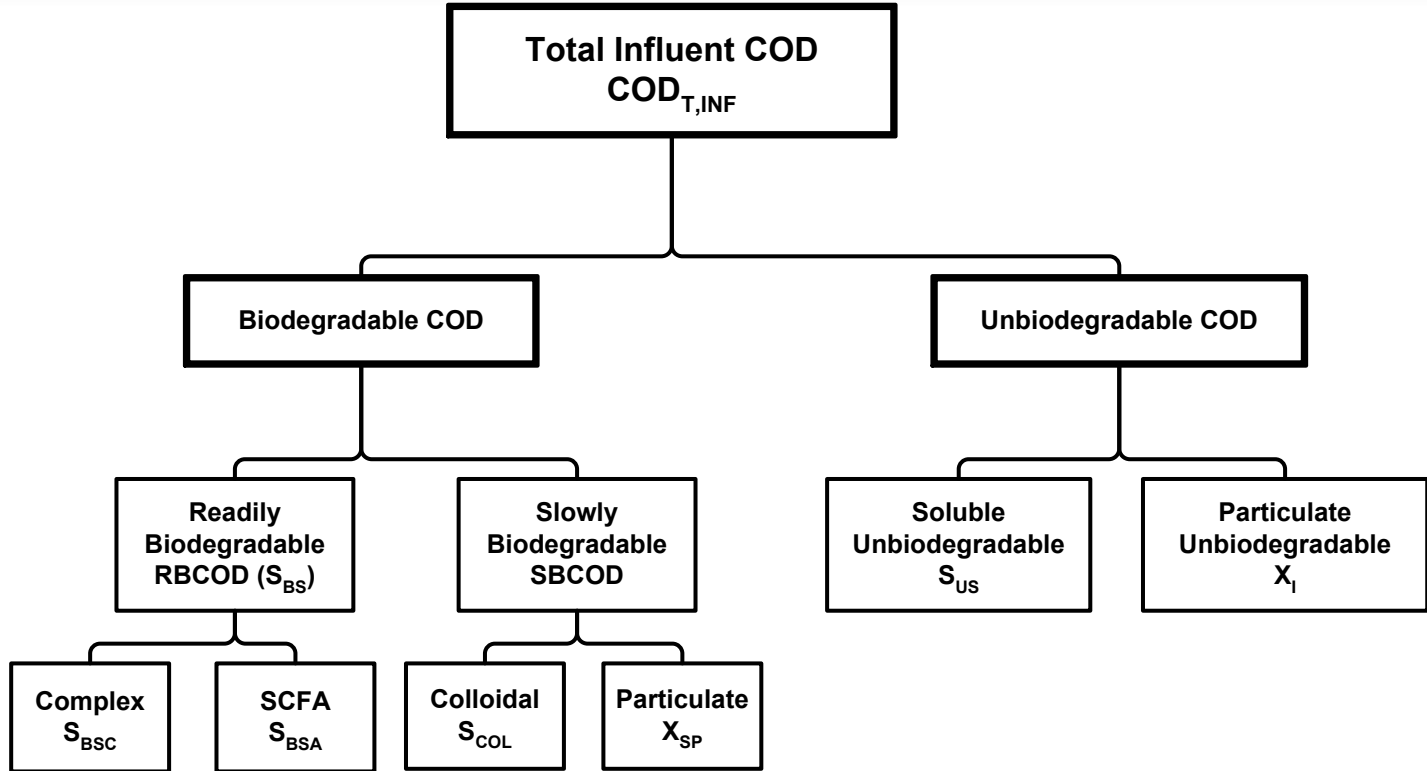 Total Influent COD
COD_T,INF
Biodegradable COD
Unbiodegradable COD
Readily
Biodegradable
RBCOD (S_BS)
Slowly
Biodegradable
SBCOD
Soluble
Unbiodegradable
S_US
Particulate
Unbiodegradable
X_I
Complex
S_BSC
SCFA
S_BSA
Colloidal
S_COL
Particulate
X_SP